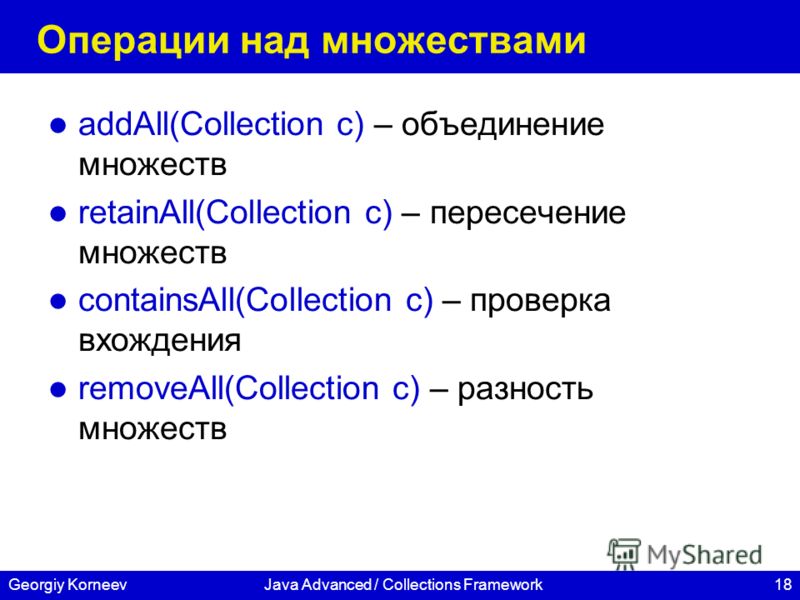 Операции над множествами
● addAll(Collection c) – объединение
множеств
● retainAll(Collection c) – пересечение
множеств
● containsAll(Collection c) – проверка
вхождения
● removeAll(Collection c) – разность
множеств
MyShared
Georgiy Korneev Java Advanced / Collections Framework 18